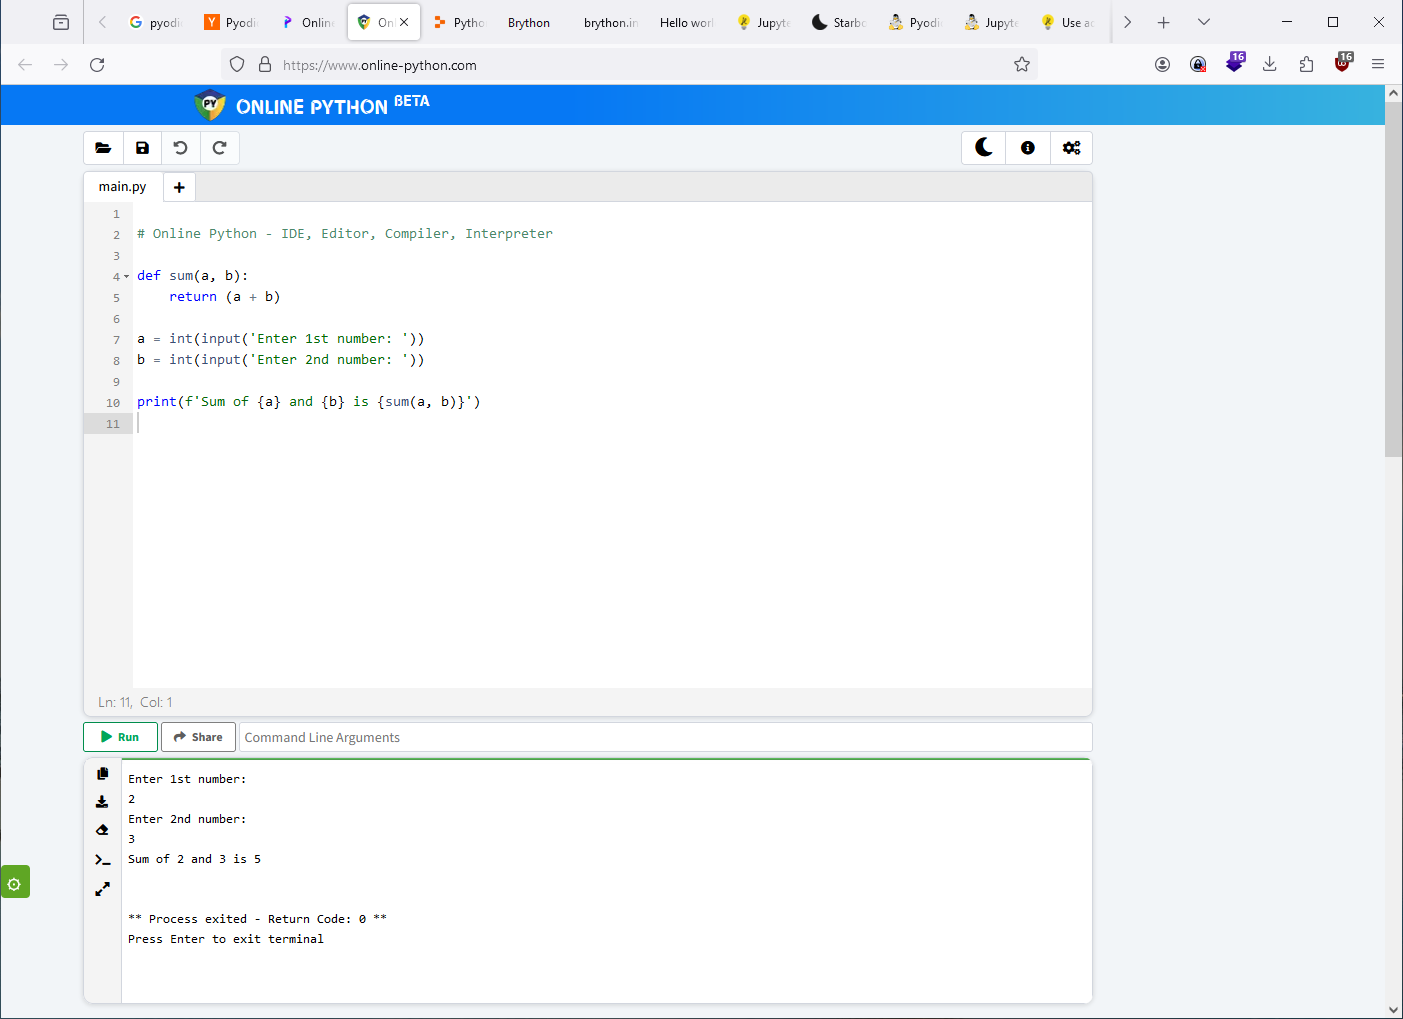 pyodi
Pyodi
Onlin
On
Pytho
Brython
brython.in
Hello wor
Jupyte
Starbo
Pyodi
Jupyte
Use ac
https://www.online-python.com
16
16
PY
ONLINE PYTHON BETA
main.py
+
1
2 # Online Python - IDE, Editor, Compiler, Interpreter
3
4 def sum(a, b):
5     return (a + b)
6
7 a = int(input('Enter 1st number: '))
8 b = int(input('Enter 2nd number: '))
9
10 print(f'Sum of {a} and {b} is {sum(a, b)}')
11
Ln: 11, Col: 1
Run
Share
Command Line Arguments
Enter 1st number:
2
Enter 2nd number:
3
Sum of 2 and 3 is 5
** Process exited - Return Code: 0 **
Press Enter to exit terminal